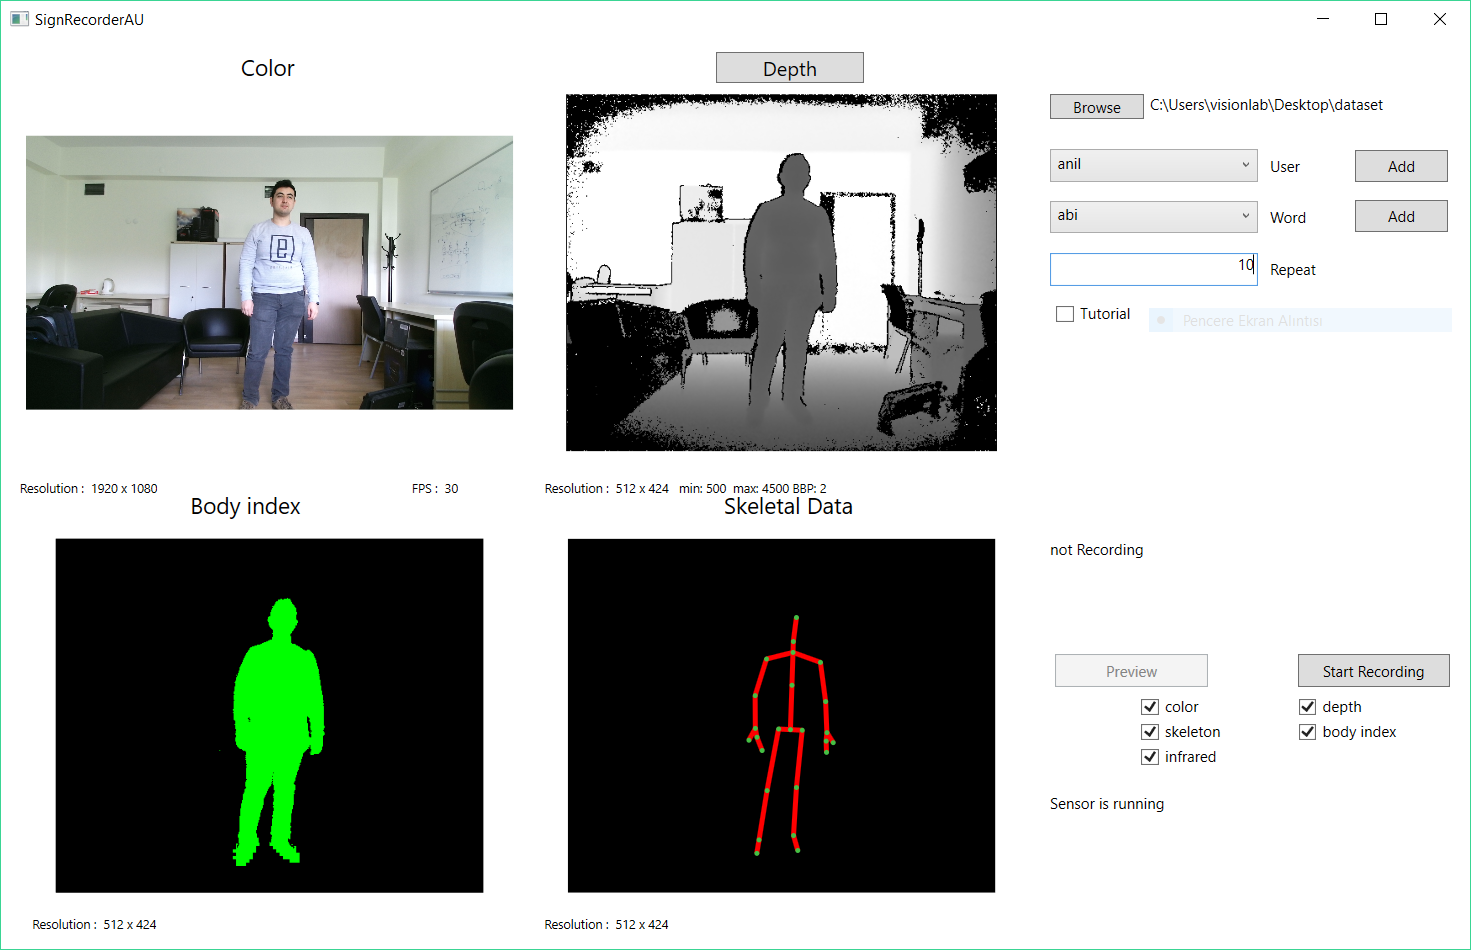 SignRecorderAU
Color
Depth
Browse C:\Users\visionlab\Desktop\dataset
anil User Add
abi Word Add
10 Repeat
Tutorial
Pencere Ekran Alıntısı
Resolution : 1920 x 1080 FPS : 30
Resolution : 512 x 424 min: 500 max: 4500 BBP: 2
Body index
Skeletal Data
not Recording
Preview Start Recording
color depth
skeleton body index
infrared
Sensor is running
Resolution : 512 x 424
Resolution : 512 x 424